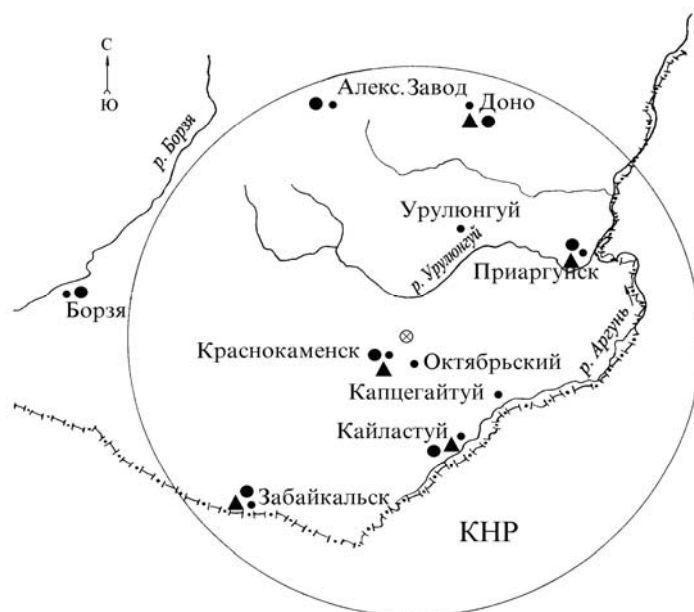 С
Ю
Алекс.Завод
Доно
р. Борзя
Урулюнгуй
р. Урулюнгуй
Приаргунск
Борзя
р. Аргунь
Краснокаменск
Октябрьский
Капцегайтуй
Кайластуй
Забайкальск
КНР